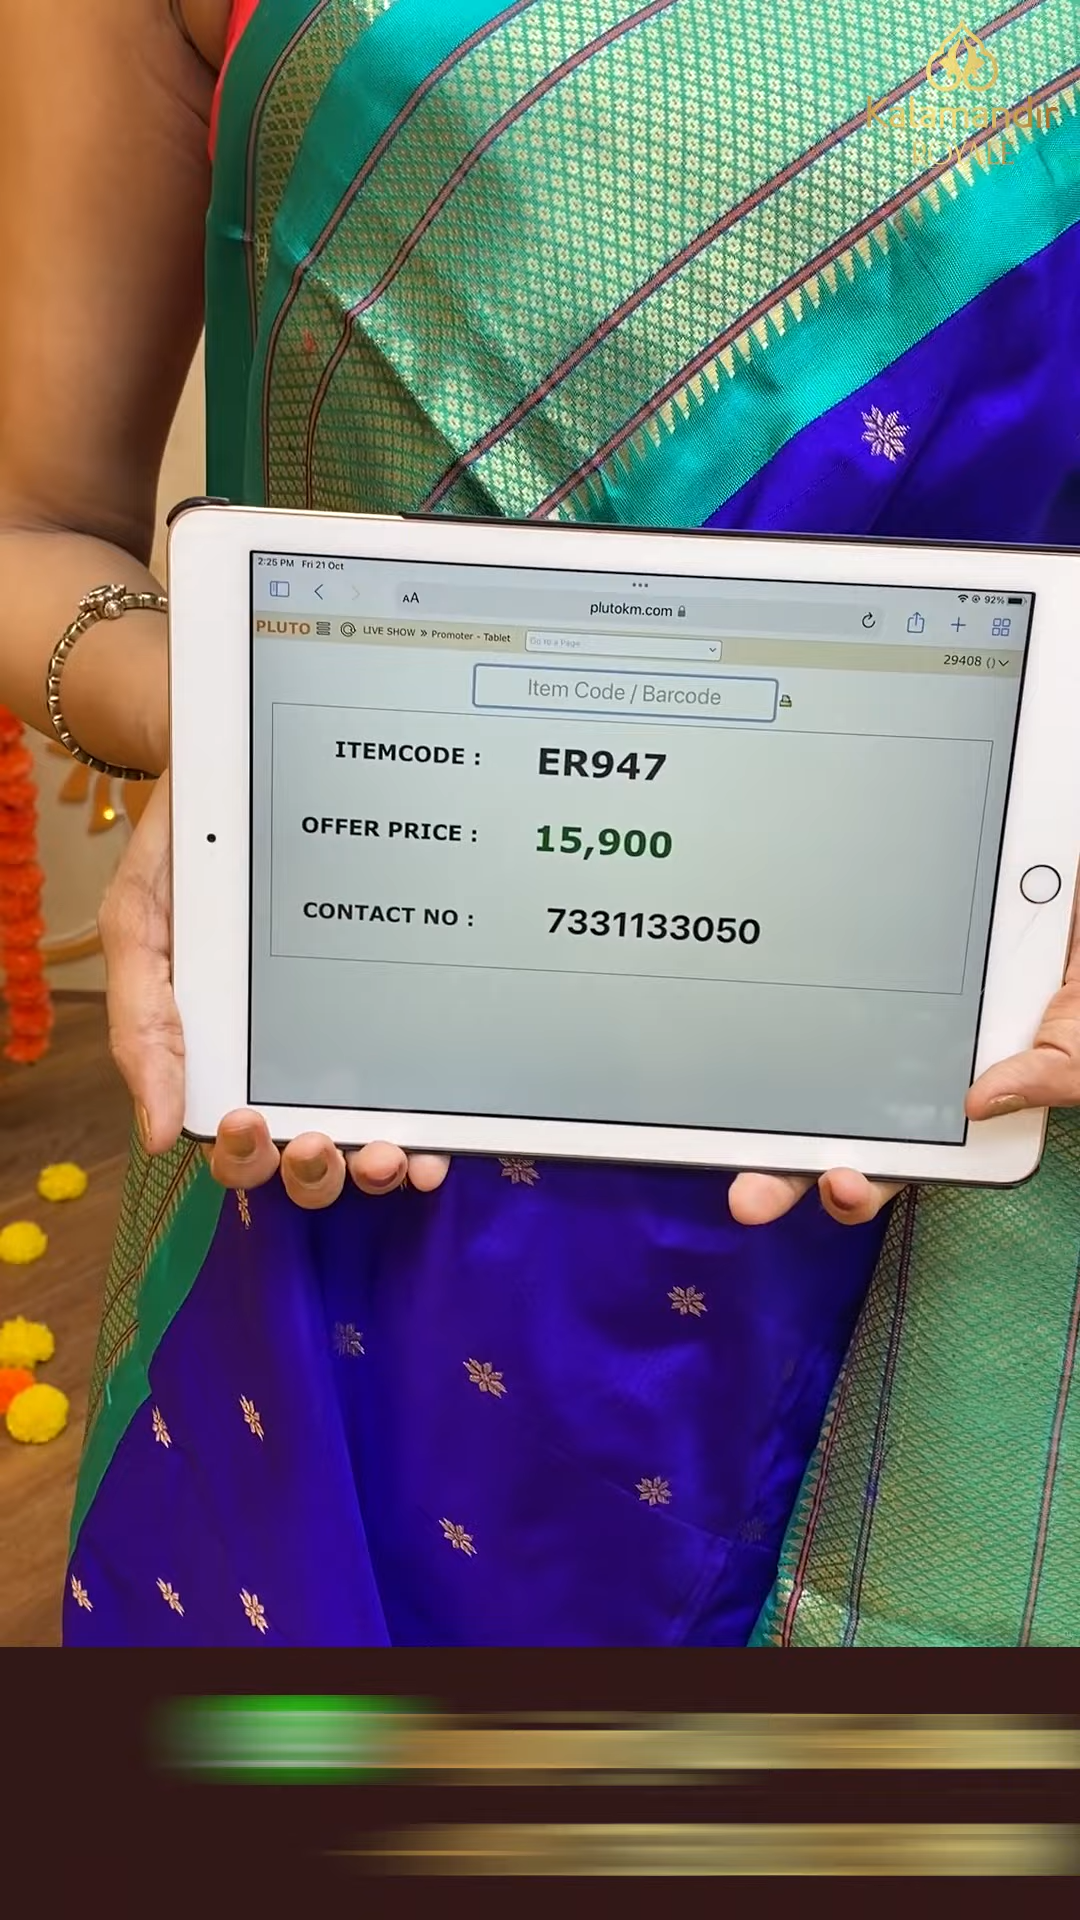 Kalamandir
ROYALE
2:25 PM Fri 21 Oct
92%
AA
plutokm.com
PLUTO
LIVE SHOW » Promoter - Tablet
Go to a Page
29408 ()
Item Code / Barcode
ITEMCODE : ER947
OFFER PRICE : 15,900
CONTACT NO : 7331133050